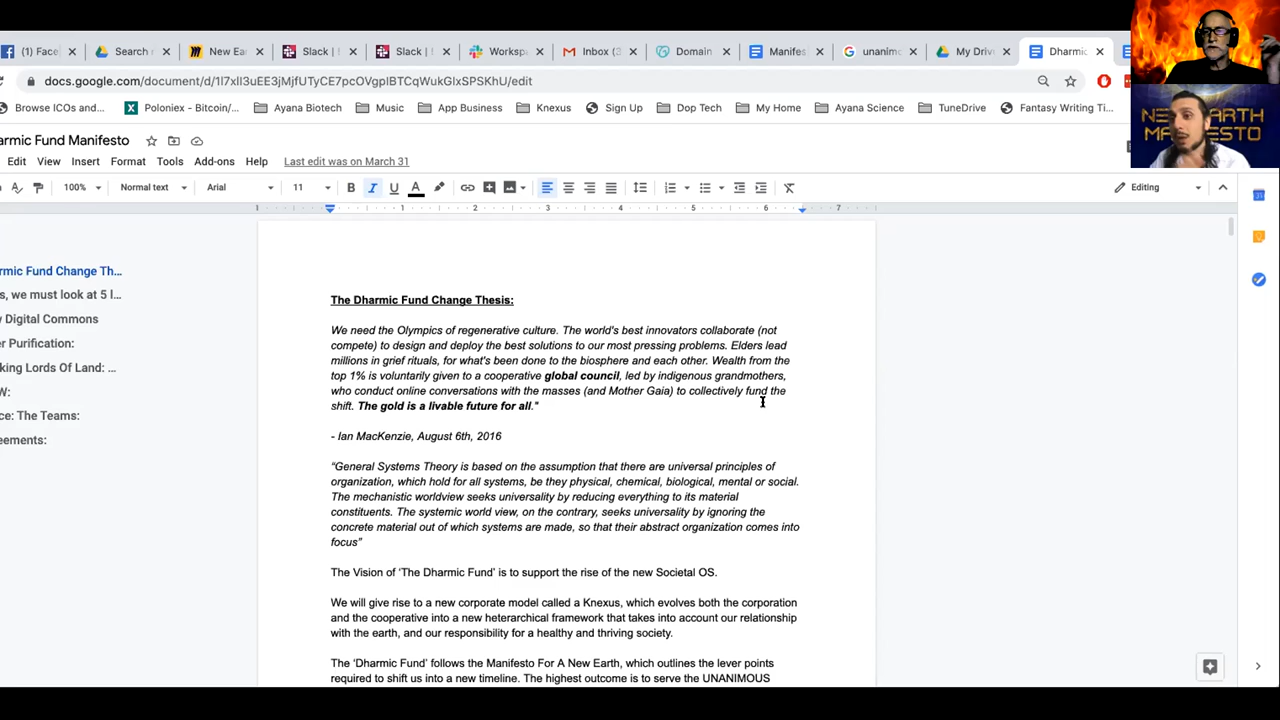 (1) Face
Search r
New Ea
Slack |
Slack |
Worksp
Inbox (3
Domain
Manifes
unanimo
My Driv
Dharmic
docs.google.com/document/d/1l7xlI3uEE3jMjfUTyCE7pcOVgplBTCqWukGIxSPSKhU/edit
Browse ICOs and...
Poloniex - Bitcoin/...
Ayana Biotech
Music
App Business
Knexus
Sign Up
Dop Tech
My Home
Ayana Science
TuneDrive
Fantasy Writing Ti...
NEW EARTH
MANIFESTO
armic Fund Manifesto
Edit View Insert Format Tools Add-ons Help Last edit was on March 31
100% Normal text Arial 11 B I U A Editing
1 1 2 3 4 5 6 7
rmic Fund Change Th...
s, we must look at 5 l...
v Digital Commons
er Purification:
king Lords Of Land: ...
W:
ce: The Teams:
eements:
The Dharmic Fund Change Thesis:
We need the Olympics of regenerative culture. The world's best innovators collaborate (not
compete) to design and deploy the best solutions to our most pressing problems. Elders lead
millions in grief rituals, for what's been done to the biosphere and each other. Wealth from the
top 1% is voluntarily given to a cooperative global council, led by indigenous grandmothers,
who conduct online conversations with the masses (and Mother Gaia) to collectively fund the
shift. The gold is a livable future for all."
- Ian MacKenzie, August 6th, 2016
“General Systems Theory is based on the assumption that there are universal principles of
organization, which hold for all systems, be they physical, chemical, biological, mental or social.
The mechanistic worldview seeks universality by reducing everything to its material
constituents. The systemic world view, on the contrary, seeks universality by ignoring the
concrete material out of which systems are made, so that their abstract organization comes into
focus”
The Vision of ‘The Dharmic Fund’ is to support the rise of the new Societal OS.
We will give rise to a new corporate model called a Knexus, which evolves both the corporation
and the cooperative into a new heterarchical framework that takes into account our relationship
with the earth, and our responsibility for a healthy and thriving society.
The ‘Dharmic Fund’ follows the Manifesto For A New Earth, which outlines the lever points
required to shift us into a new timeline. The highest outcome is to serve the UNANIMOUS